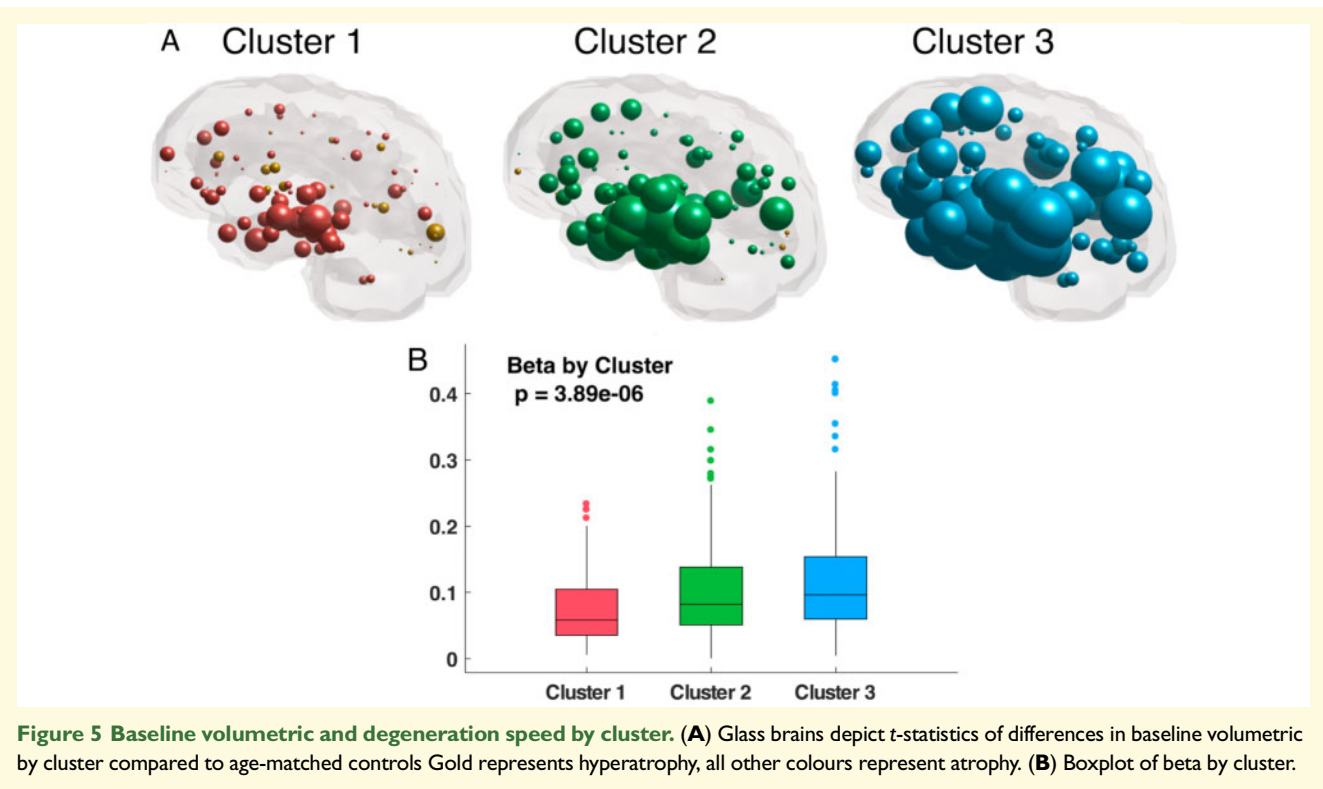 A Cluster 1 Cluster 2 Cluster 3
B
Beta by Cluster
p = 3.89e-06
0.4
0.3
0.2
0.1
0
Cluster 1 Cluster 2 Cluster 3
Figure 5 Baseline volumetric and degeneration speed by cluster. (A) Glass brains depict t-statistics of differences in baseline volumetric
by cluster compared to age-matched controls Gold represents hyperatrophy, all other colours represent atrophy. (B) Boxplot of beta by cluster.